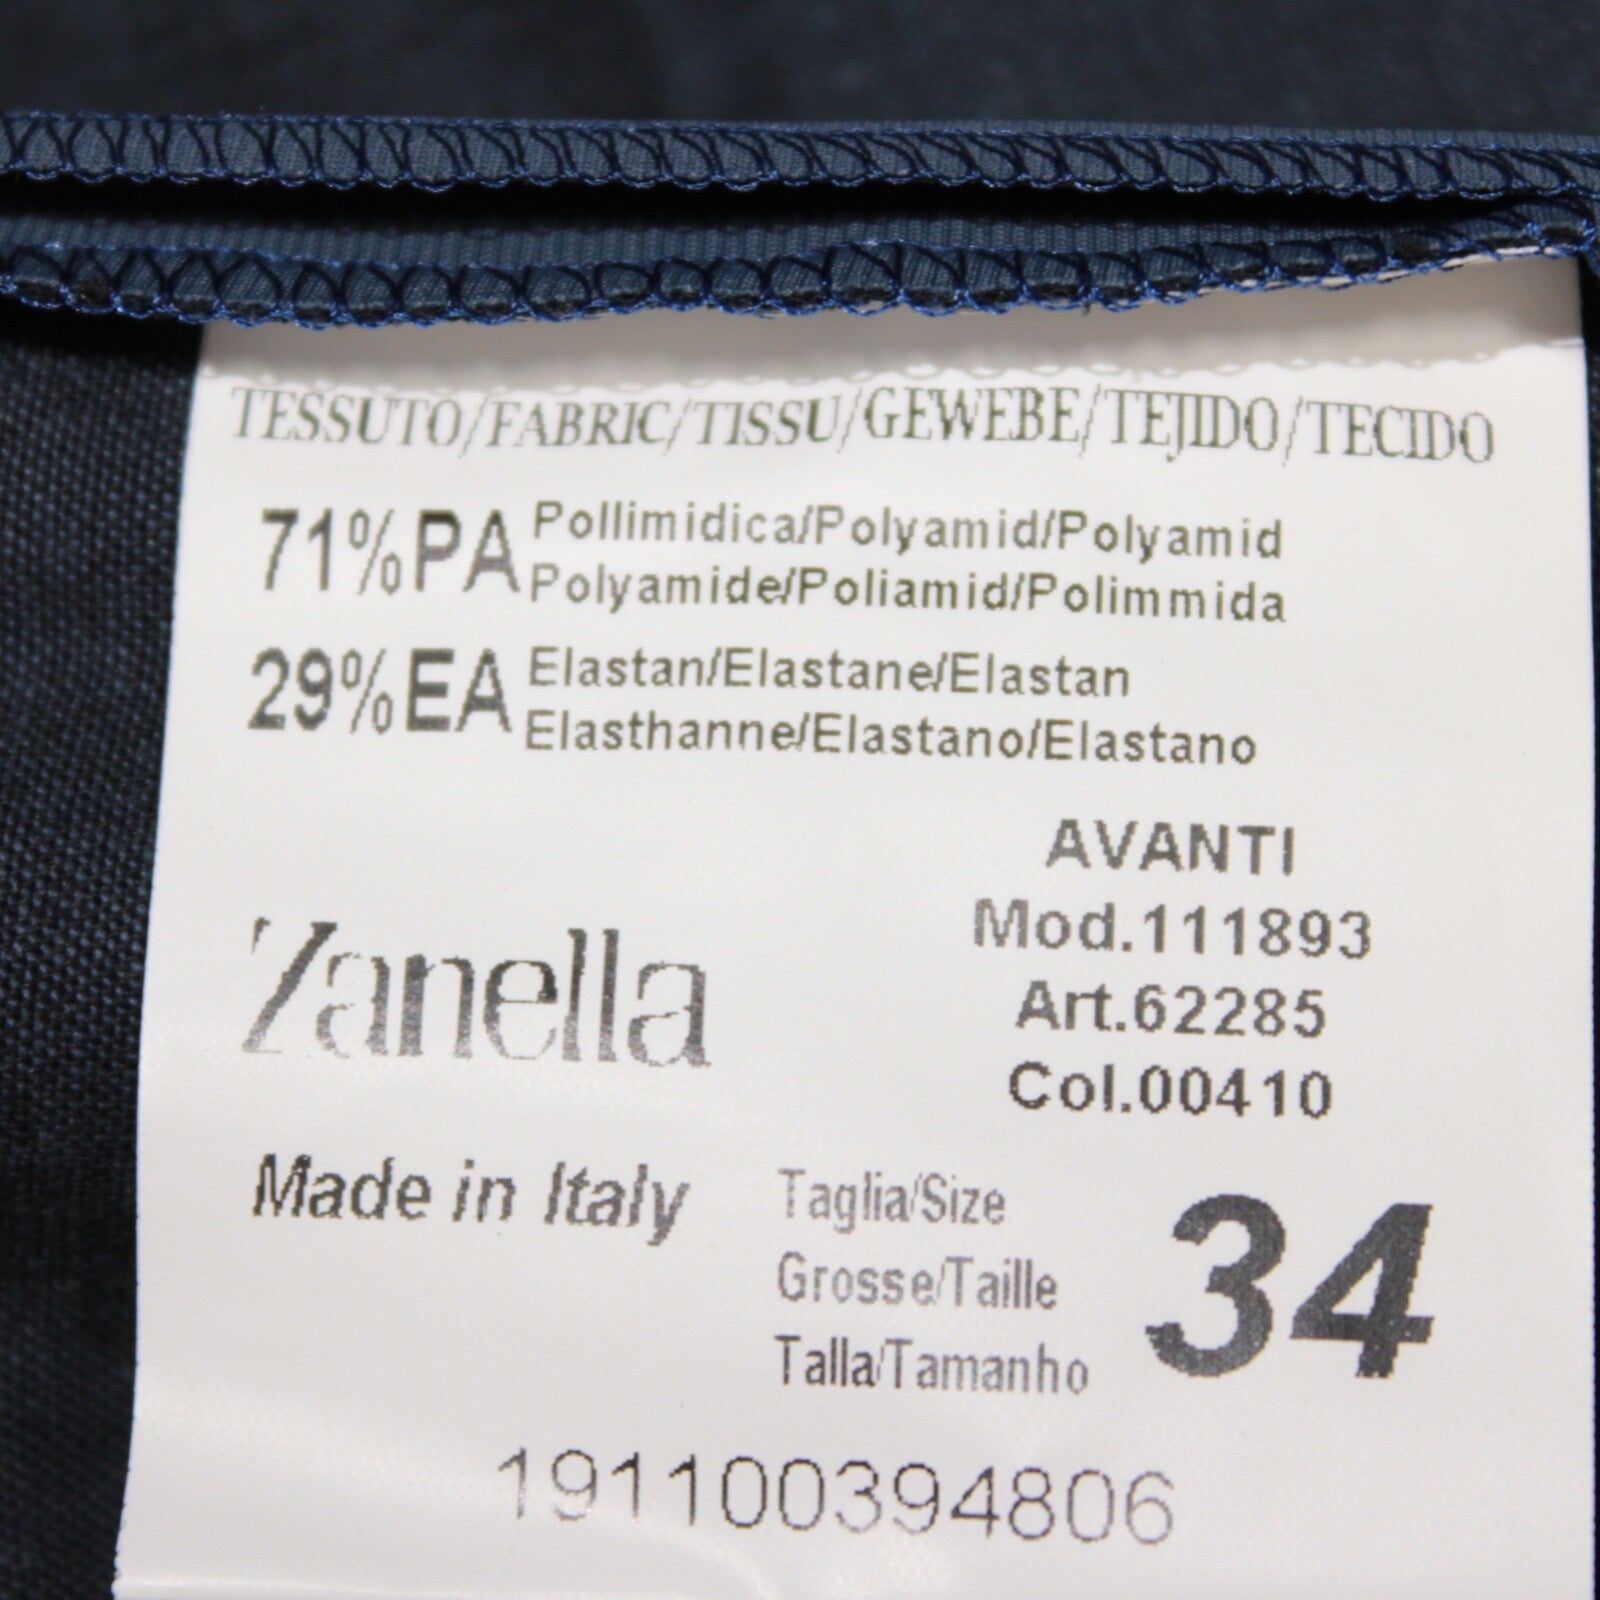 TESSUTO/FABRIC/TISSU/GEWEBE/TEJIDO/TECIDO
71%PA Pollimidica/Polyamid/Polyamid
Polyamide/Poliamid/Polimmida
29%EA Elastan/Elastane/Elastan
Elasthanne/Elastano/Elastano
AVANTI
Mod.111893
Art.62285
Col.00410
Zanella
Made in Italy
Taglia/Size
Grosse/Taille
Talla/Tamanho
34
191100394806